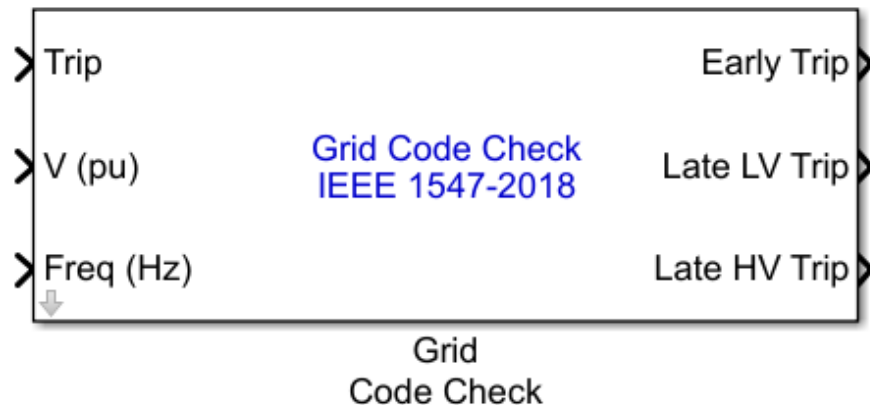 Trip
Early Trip
V (pu)
Grid Code Check
IEEE 1547-2018
Late LV Trip
Freq (Hz)
Late HV Trip
Grid
Code Check